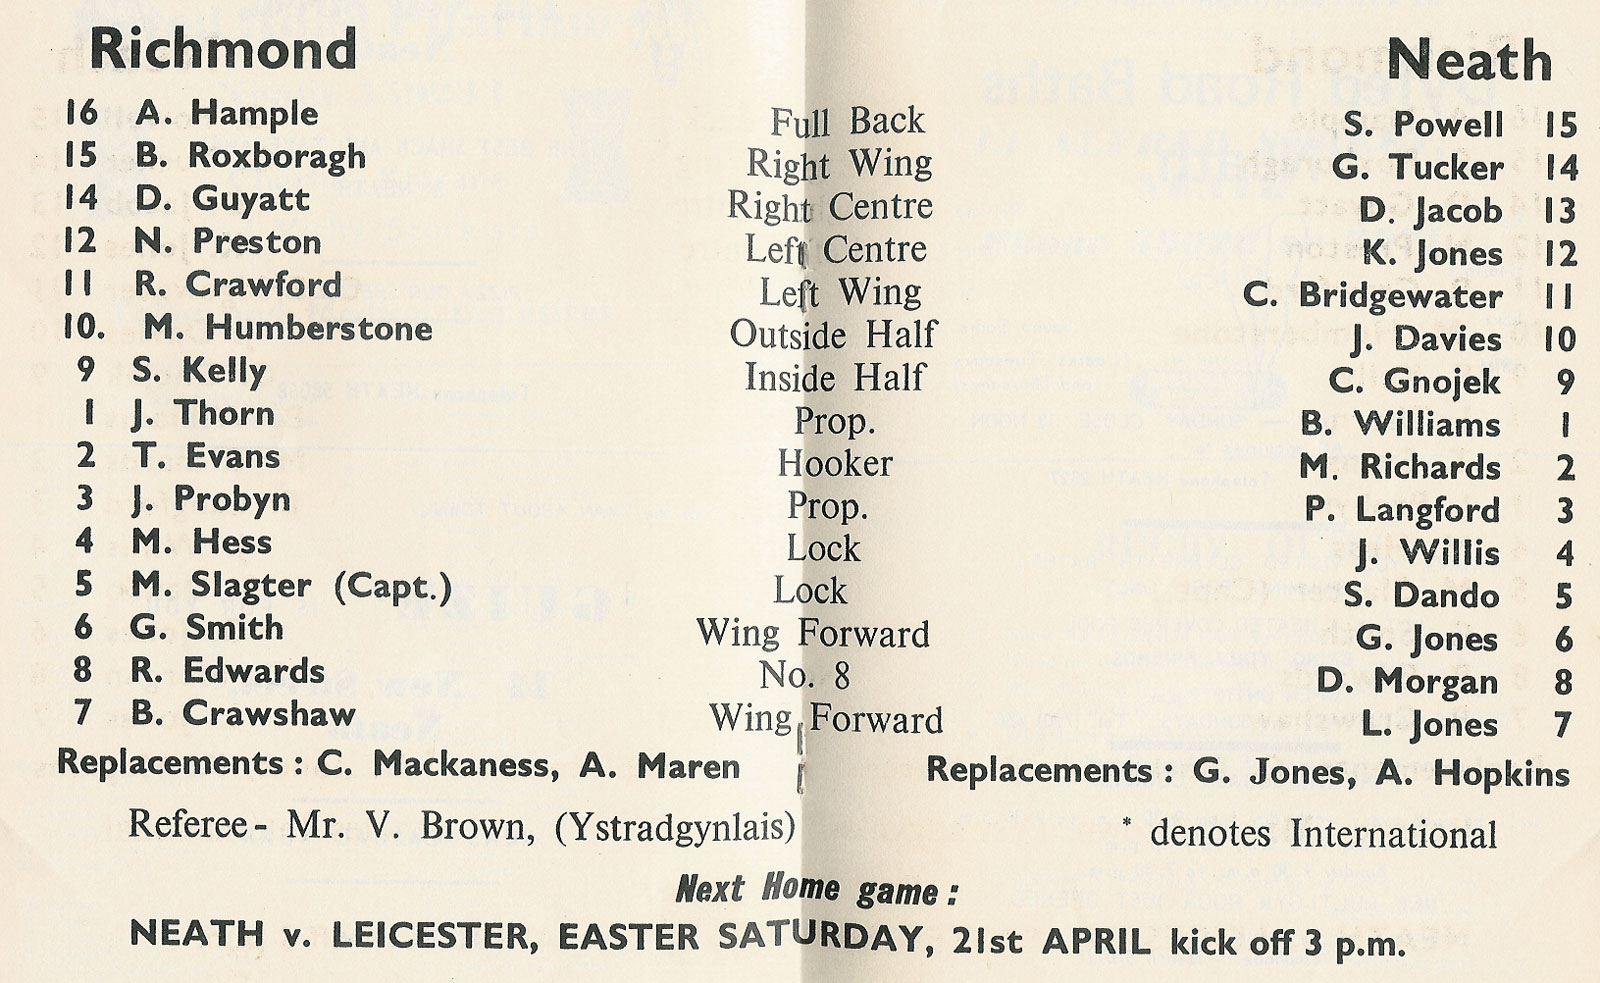 Richmond Neath
16 A. Hample Full Back S. Powell 15
15 B. Roxboragh Right Wing G. Tucker 14
14 D. Guyatt Right Centre D. Jacob 13
12 N. Preston Left Centre K. Jones 12
11 R. Crawford Left Wing C. Bridgewater 11
10. M. Humberstone Outside Half J. Davies 10
9 S. Kelly Inside Half C. Gnojek 9
1 J. Thorn Prop. B. Williams 1
2 T. Evans Hooker M. Richards 2
3 J. Probyn Prop. P. Langford 3
4 M. Hess Lock J. Willis 4
5 M. Slagter (Capt.) Lock S. Dando 5
6 G. Smith Wing Forward G. Jones 6
8 R. Edwards No. 8 D. Morgan 8
7 B. Crawshaw Wing Forward L. Jones 7
Replacements : C. Mackaness, A. Maren Replacements : G. Jones, A. Hopkins
Referee - Mr. V. Brown, (Ystradgynlais) * denotes International
Next Home game :
NEATH v. LEICESTER, EASTER SATURDAY, 21st APRIL kick off 3 p.m.